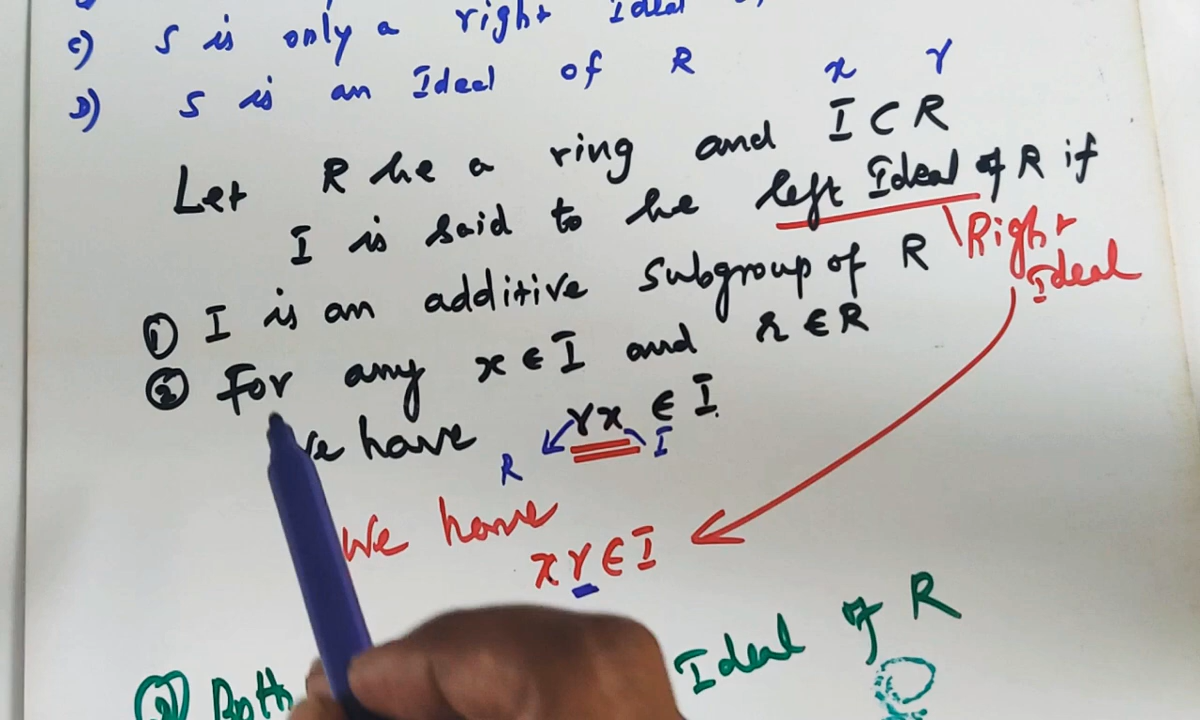 C) S is only a right Ideal
D) S is an Ideal of R
x r
Let R be a ring and I ⊂ R
I is said to be left Ideal of R if
Right
Ideal
① I is an additive subgroup of R
② For any x ∈ I and r ∈ R
We have rx ∈ I
R I
We have
xr ∈ I
Both Ideal of R